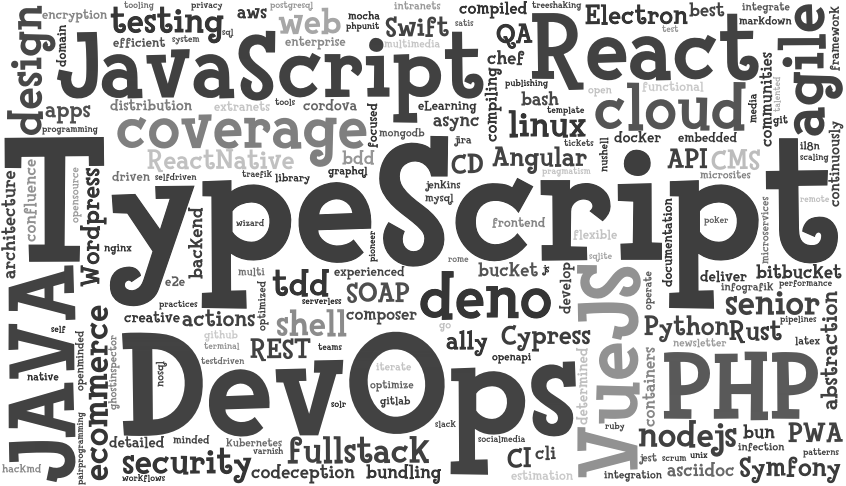 encryption
tooling
privacy
aws
postgresql
intranets
compiled
treeshaking
integrate
markdown
framework
testing
sql
web
mocha
phpunit
Swift
satis
Electron
best
test
agile
domain
efficient
system
enterprise
multimedia
QA
React
communities
talented
design
JavaScript
chef
publishing
compiling
open
functional
media
apps
distribution
extranets
tools
cordova
focused
eLearning
bash
template
cloud
git
programming
coverage
mongodb
async
linux
tickets
docker
embedded
il8n
scaling
continuously
ReactNative
bdd
jira
CD
Angular
nushell
API
CMS
microsites
architecture
confluence
opensource
Wordpress
driven
selfdriven
traefik
library
graphql
jenkins
mysql
pragmatism
remote
TypeScript
backend
wizard
pioneer
frontend
flexible
documentation
poker
microservices
nginx
rome
sqlite
e2e
multi
experienced
bucket
js
develop
deliver
bitbucket
infografik
performance
JAVA
practices
optimized
tdd
serverless
SOAP
deno
VueJS
operate
senior
creative
actions
shell
composer
go
Python
Rust
pipelines
abstraction
self
openminded
ecommerce
ghostinspector
github
terminal
testdriven
REST
teams
ally
Cypress
openapi
newsletter
latex
native
DevOps
nosql
iterate
optimize
gitlab
solr
determined
containers
PHP
slack
ruby
pairprogramming
detailed
minded
Kubernetes
varnish
fullstack
socialmedia
nodejs
bun
infection
PWA
patterns
hackmd
security
workflows
codeception
bundling
CI
cli
estimation
integration
jest
scrum
unix
asciidoc
Symfony